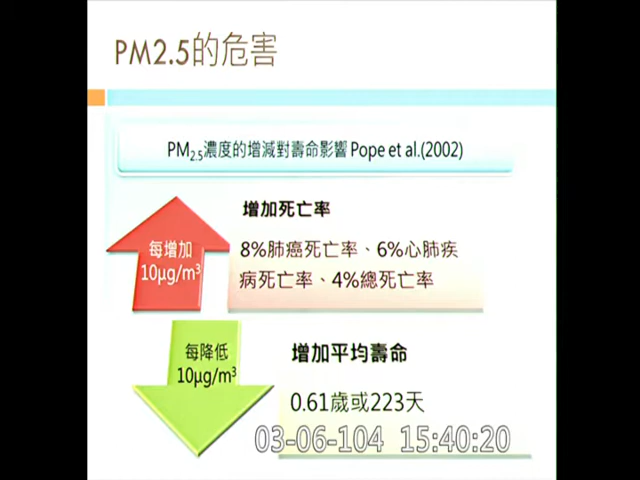 PM2.5的危害
PM2.5濃度的增減對壽命影響 Pope et al.(2002)
每增加
10μg/m³
增加死亡率
8%肺癌死亡率、6%心肺疾
病死亡率、4%總死亡率
每降低
10μg/m³
增加平均壽命
0.61歲或223天
03-06-104 15:40:20